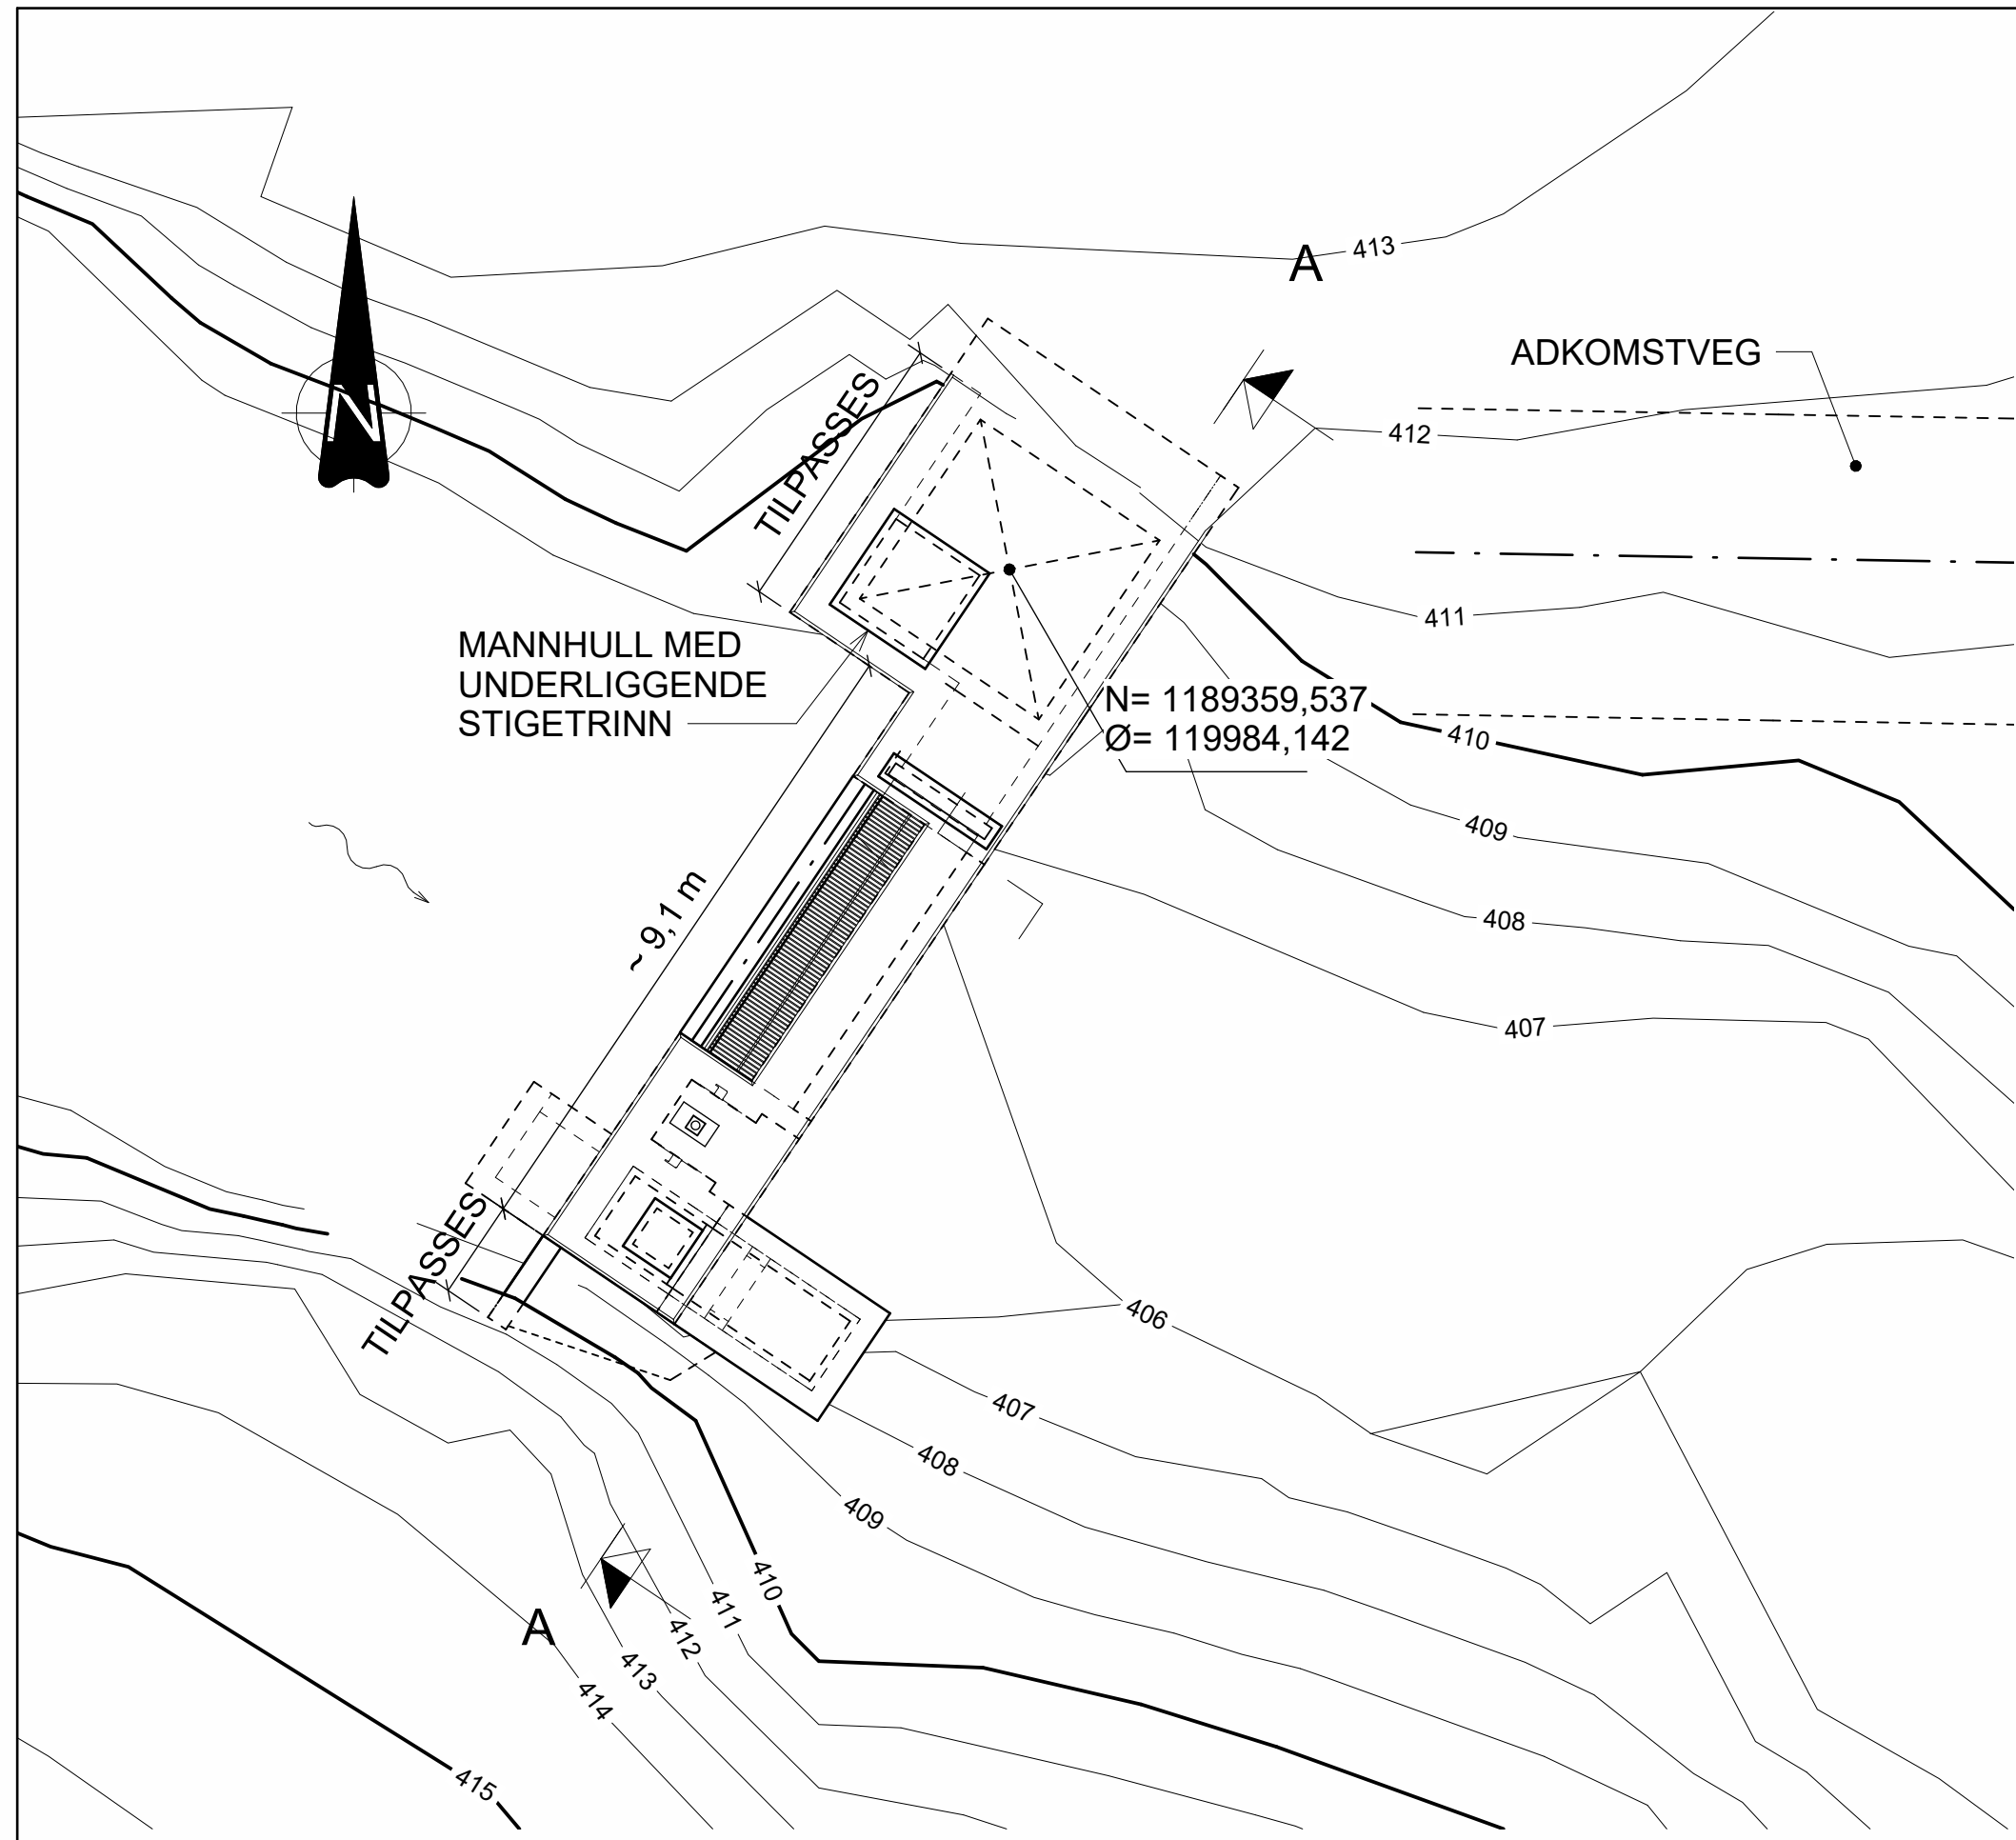 413
A
ADKOMSTVEG
N
412
TILPASSES
411
MANNHULL MED
UNDERLIGGENDE
STIGETRINN
N= 1189359,537
Ø= 119984,142
410
409
~ 9,1 m
408
407
TILPASSES
406
407
408
409
410
411
412
A
413
414
415